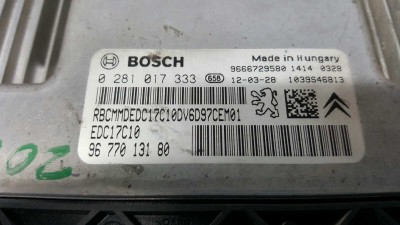 BOSCH
Made in Hungary
9666729580 1414 0328
0 281 017 333 658 12-03-28 1039S46813
RBCMMDEDC17C10DV6D97CEM01
EDC17C10
96 770 131 80